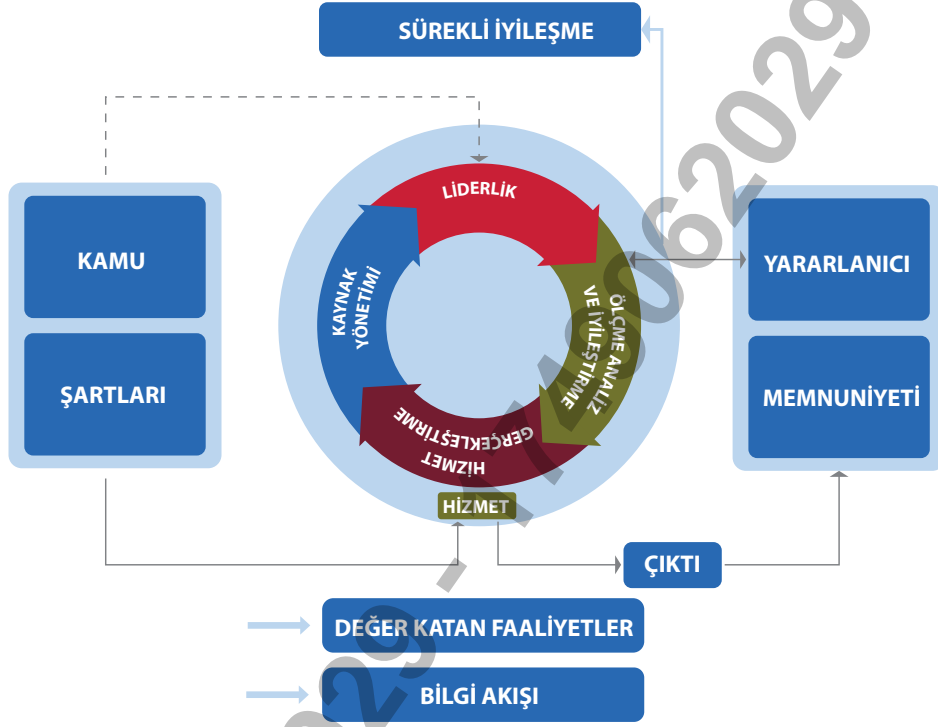 SÜREKLİ İYİLEŞME
KAMU
ŞARTLARI
LİDERLİK
KAYNAK
YÖNETİMİ
ÖLÇME ANALİZ
VE İYİLEŞTİRME
HİZMET
GERÇEKLEŞTİRME
HİZMET
YARARLANICI
MEMNUNİYETİ
ÇIKTI
DEĞER KATAN FAALİYETLER
BİLGİ AKIŞI